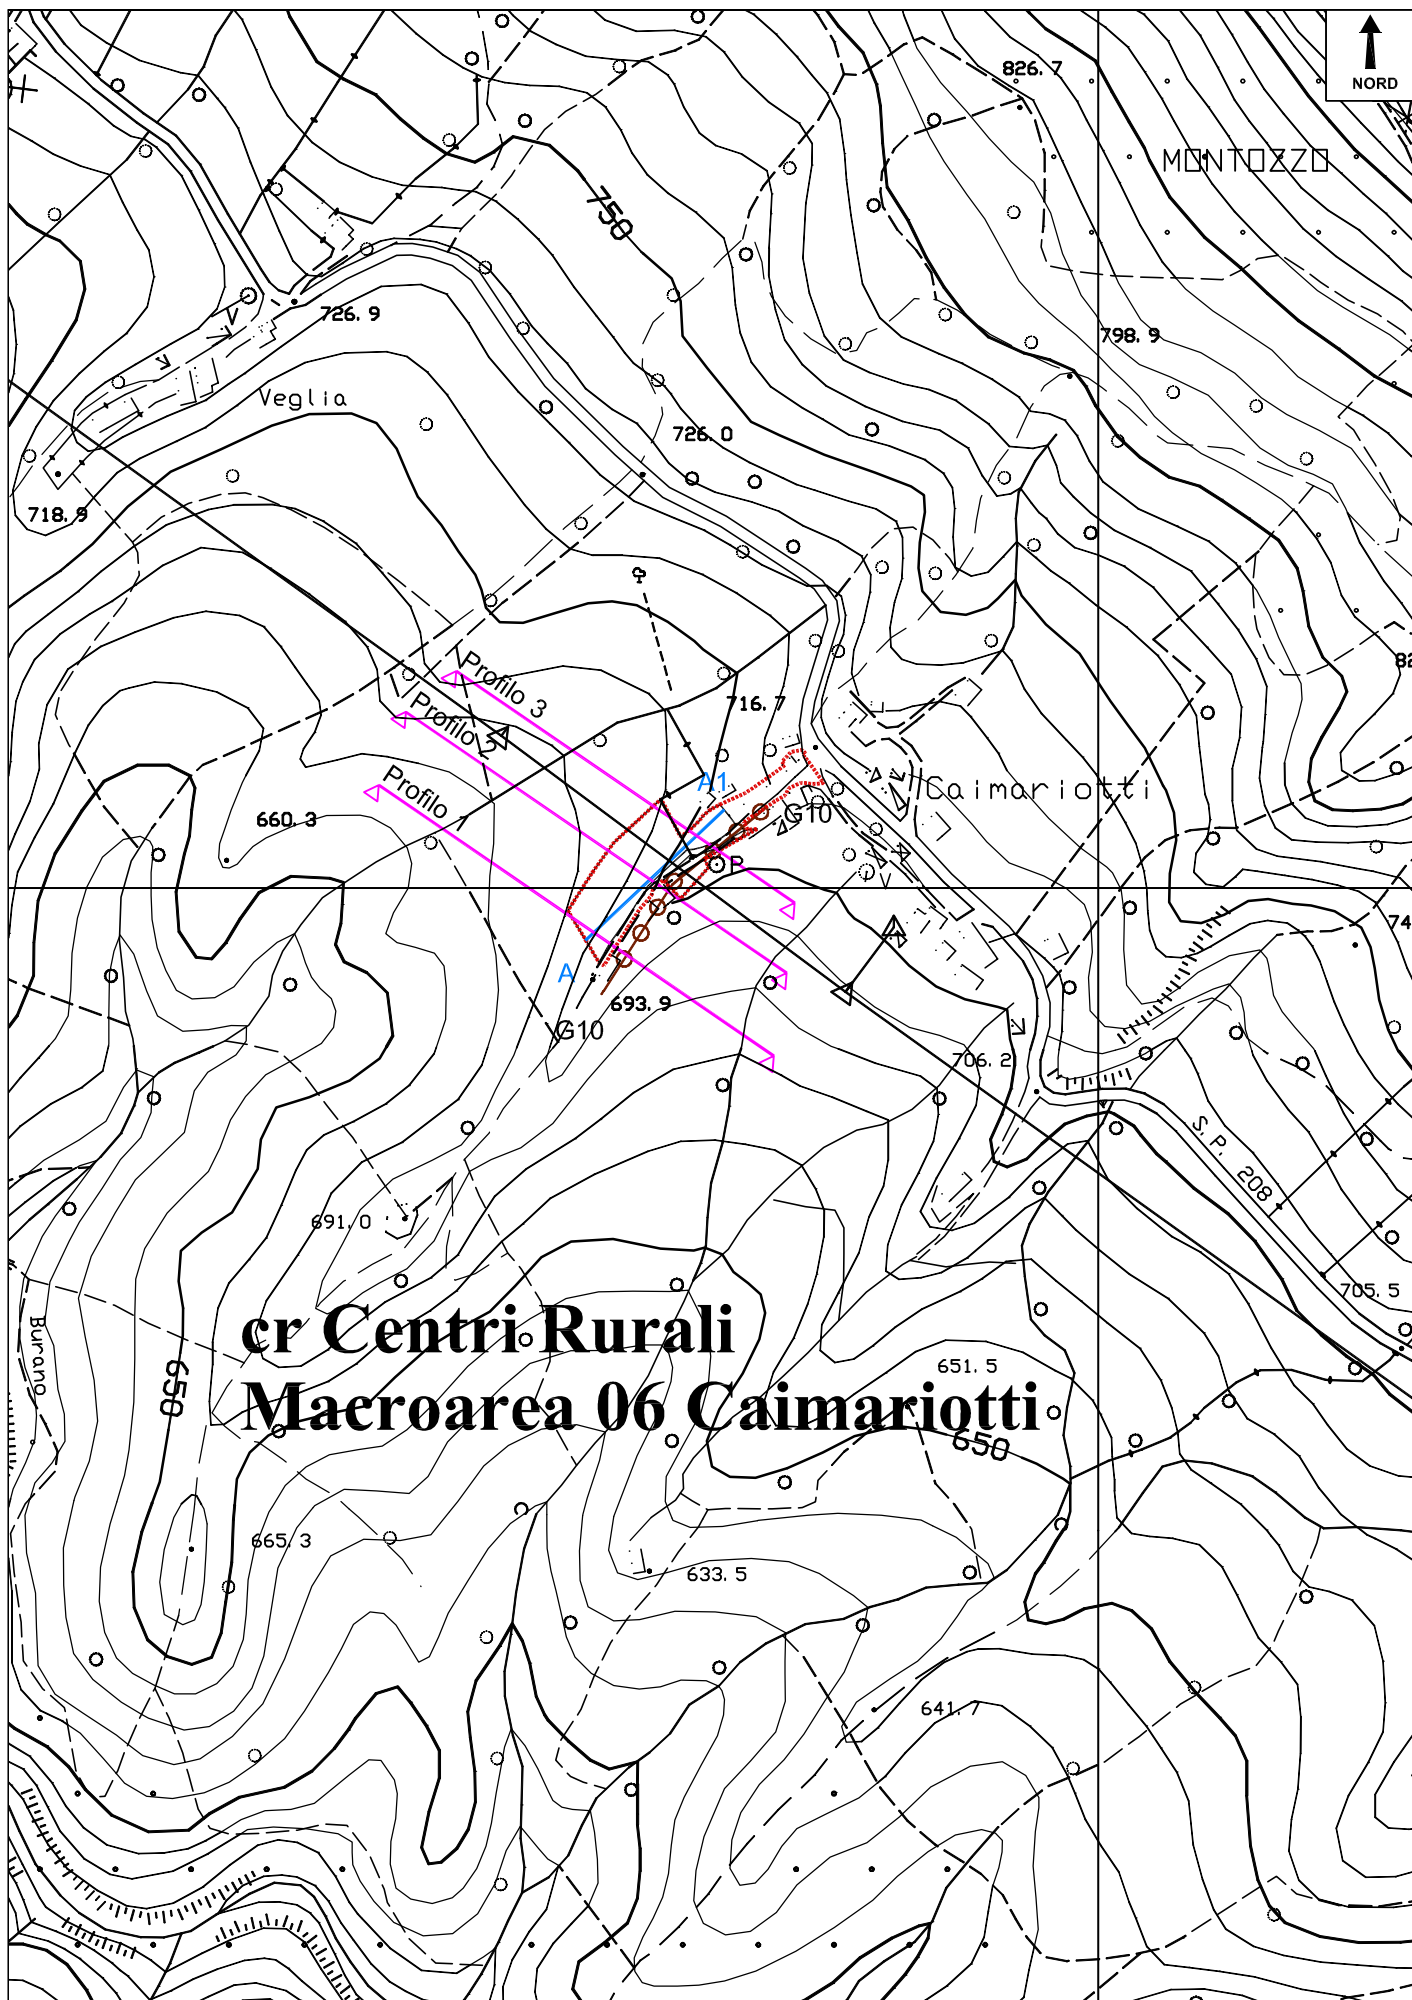 826. 7
NORD
MONTOZZO
750
726. 9
798. 9
Veglia
726. 0
718. 9
Profilo 3
716. 7
Profilo 2
Profilo 1
A1
Caimariotti
G10
660. 3
P
74
A
693. 9
G10
706. 2
S. P. 208
691. 0
705. 5
Burano
cr Centri Rurali
650
651. 5
Macroarea 06 Caimariotti
650
665. 3
633. 5
641. 7